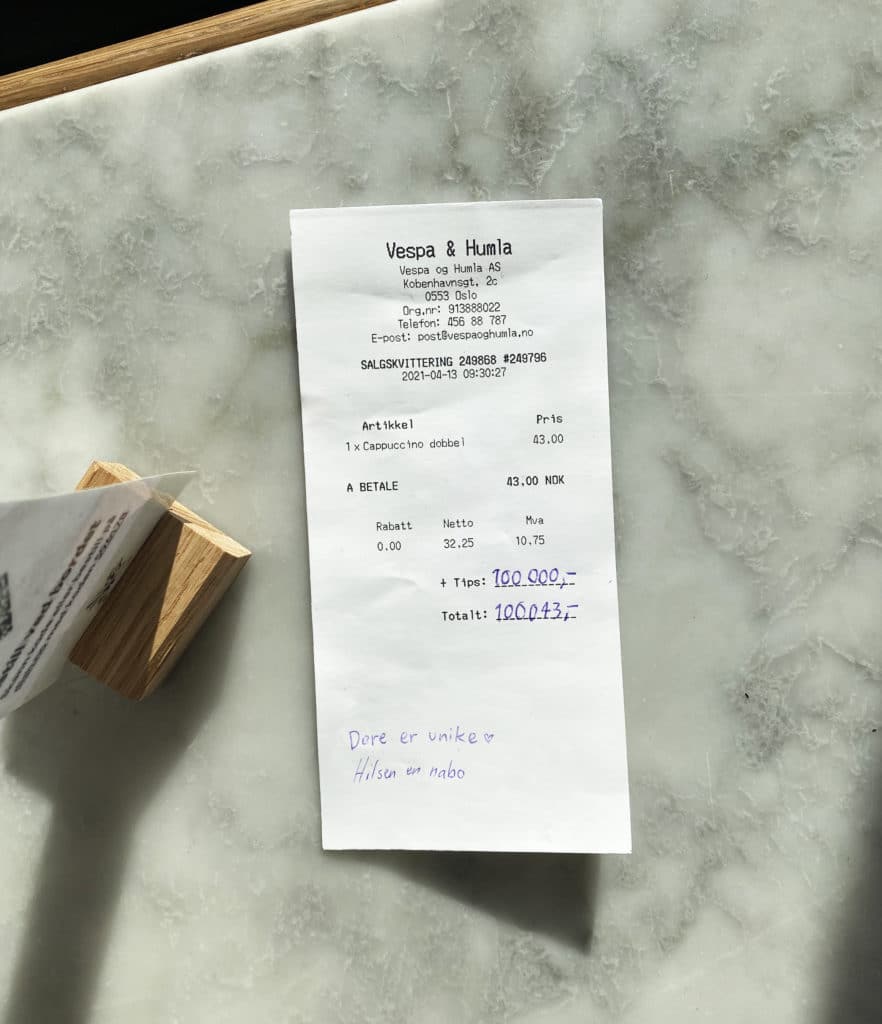 Vespa & Humla
Vespa og Humla AS
Kobenhavnsgt. 2c
0553 Oslo
Org.nr: 913888022
Telefon: 456 88 787
E-post: post@vespaoghumla.no
SALGSKVITTERING 249868 #249796
2021-04-13 09:30:27
Artikkel Pris
1 x Cappuccino dobbel 43.00
A BETALE 43.00 NOK
Rabatt Netto Mva
0.00 32.25 10.75
+ Tips: 100 000,-
Totalt: 100 043,-
Dere er unike ♥
Hilsen en nabo